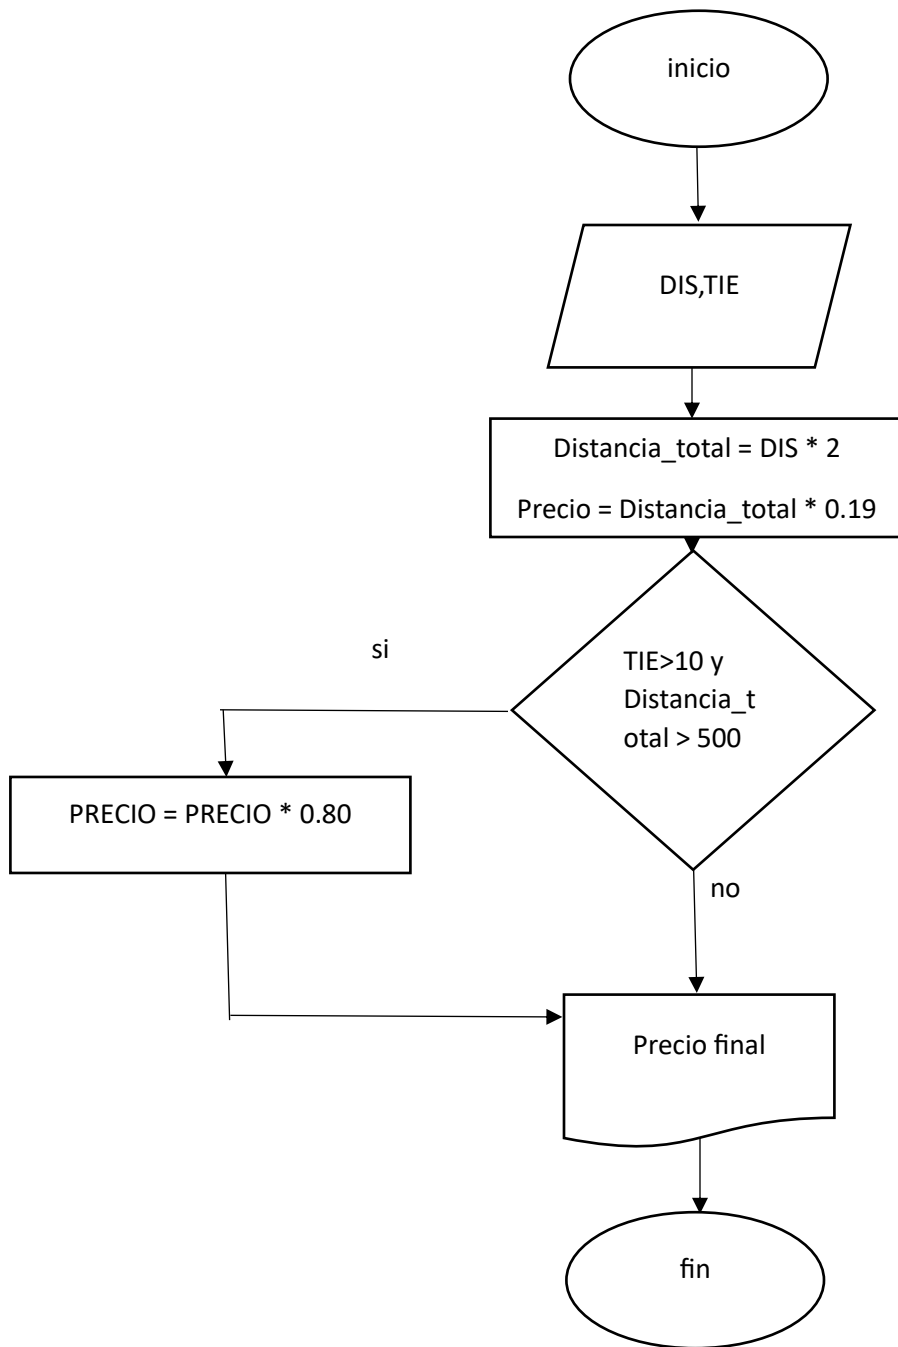 inicio
DIS,TIE
Distancia_total = DIS * 2
Precio = Distancia_total * 0.19
si
TIE>10 y
Distancia_t
otal > 500
PRECIO = PRECIO * 0.80
no
Precio final
fin